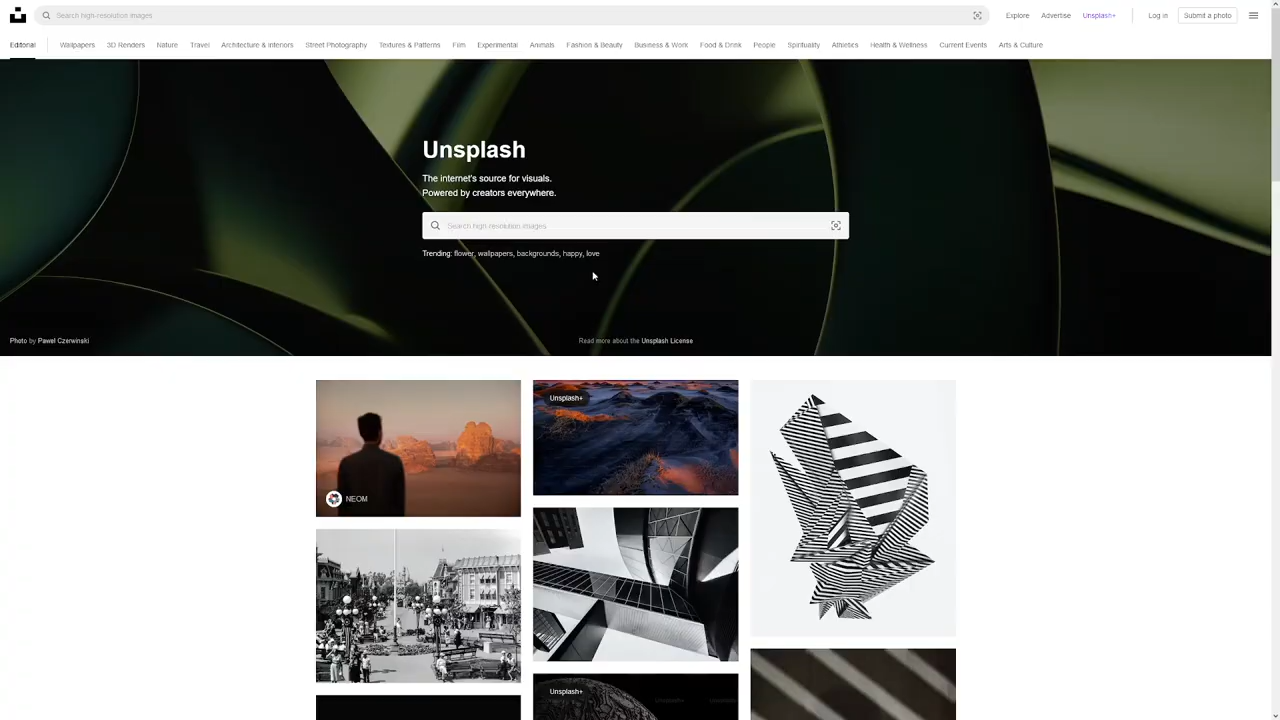 Search high-resolution images
Explore
Advertise
Unsplash+
Log in
Submit a photo
Editorial
Wallpapers
3D Renders
Nature
Travel
Architecture & Interiors
Street Photography
Textures & Patterns
Film
Experimental
Animals
Fashion & Beauty
Business & Work
Food & Drink
People
Spirituality
Athletics
Health & Wellness
Current Events
Arts & Culture
Unsplash
The internet's source for visuals.
Powered by creators everywhere.
Search high-resolution images
Trending: flower, wallpapers, backgrounds, happy, love
Photo by Pawel Czerwinski
Read more about the Unsplash License
Unsplash+
NEOM
Unsplash+
Unsplash+
Unsplash+